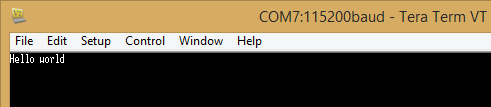 COM7:115200baud - Tera Term VT
File Edit Setup Control Window Help
Hello world